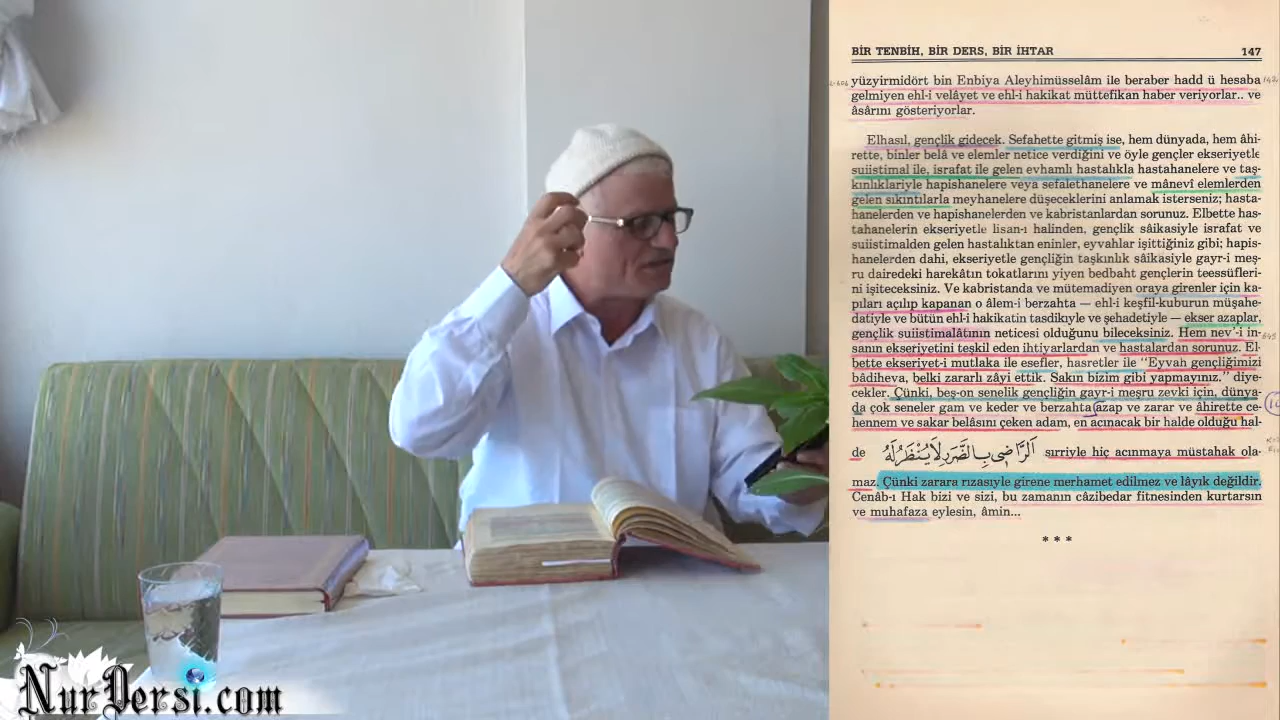 BİR TENBİH, BİR DERS, BİR İHTAR 147
yüzyirmidört bin Enbiya Aleyhimüsselâm ile beraber hadd ü hesaba
gelmiyen ehl-i velâyet ve ehl-i hakikat müttefikan haber veriyorlar.. ve
âsârını gösteriyorlar.
Elhasıl, gençlik gidecek. Sefahette gitmiş ise, hem dünyada, hem âhi-
rette, binler belâ ve elemler netice verdiğini ve öyle gençler ekseriyetle
suiistimal ile, israfat ile gelen evhamlı hastalıkla hastahanelere ve taş-
kınlıklariyle hapishanelere veya sefalethanelere ve mânevî elemlerden
gelen sıkıntılarla meyhanelere düşeceklerini anlamak isterseniz; hasta-
hanelerden ve hapishanelerden ve kabristanlardan sorunuz. Elbette has-
tahanelerin ekseriyetle lisan-ı halinden, gençlik sâikasiyle israfat ve
suiistimalden gelen hastalıktan eninler, eyvahlar işittiğiniz gibi; hapis-
hanelerden dahi, ekseriyetle gençliğin taşkınlık sâikasiyle gayr-i meş-
ru dairedeki harekâtın tokatlarını yiyen bedbaht gençlerin teessüfleri-
ni işiteceksiniz. Ve kabristanda ve mütemadiyen oraya girenler için ka-
pıları açılıp kapanan o âlem-i berzahta — ehl-i keşfil-kuburun müşahe-
datiyle ve bütün ehl-i hakikatin tasdikıyle ve şehadetiyle — ekser azaplar,
gençlik suiistimalâtının neticesi olduğunu bileceksiniz. Hem nev'-i in-
sanın ekseriyetini teşkil eden ihtiyarlardan ve hastalardan sorunuz. El-
bette ekseriyet-i mutlaka ile esefler, hasretler ile "Eyvah gençliğimizi
bâdiheva, belki zararlı zâyi ettik. Sakın bizim gibi yapmayınız." diye-
cekler. Çünki, beş-on senelik gençliğin gayr-i meşru zevki için, dünya-
da çok seneler gam ve keder ve berzahta azap ve zarar ve âhirette ce-
hennem ve sakar belâsını çeken adam, en acınacak bir halde olduğu hal-
de اَلرَّاضِى بِالضَّرَرِ لَا يُنْظَرُ لَهُ sırriyle hiç acınmaya müstahak ola-
maz. Çünki zarara rızasıyle girene merhamet edilmez ve lâyık değildir.
Cenâb-ı Hak bizi ve sizi, bu zamanın câzibedar fitnesinden kurtarsın
ve muhafaza eylesin, âmin...
* * *
NurDersi.com